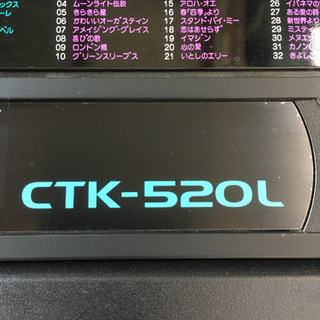 04 ムーンライト伝説 15 アロハ・オエ 26 イパネマの
05 きらきら星 16 春「四季」より 27 ある愛の詩
06 かわいいオーガスティン 17 スタンド・バイ・ミー 28 新世界より
07 アメイジング・グレイス 18 恋はあせらず 29 ミスティ
08 喜びの歌 19 イマジン 30 メヌエッ
09 ロンドン橋 20 心の愛 31 カノン
10 グリーンスリーブス 21 いとしのエリー 32 きよし
CTK-520L